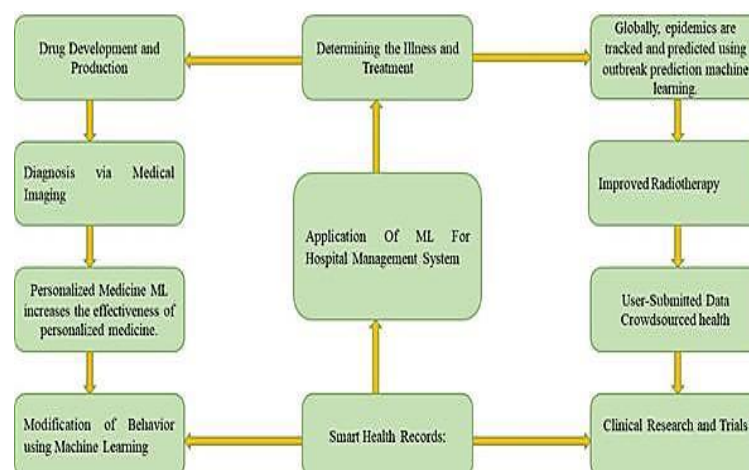 Drug Development and
Production
Determining the Illness and
Treatment
Globally, epidemics are
tracked and predicted using
outbreak prediction machine
learning.
Diagnosis via Medical
Imaging
Application Of ML For
Hospital Management System
Improved Radiotherapy
Personalized Medicine ML
increases the effectiveness of
personalized medicine.
User-Submitted Data
Crowdsourced health
Modification of Behavior
using Machine Learning
Smart Health Records:
Clinical Research and Trials